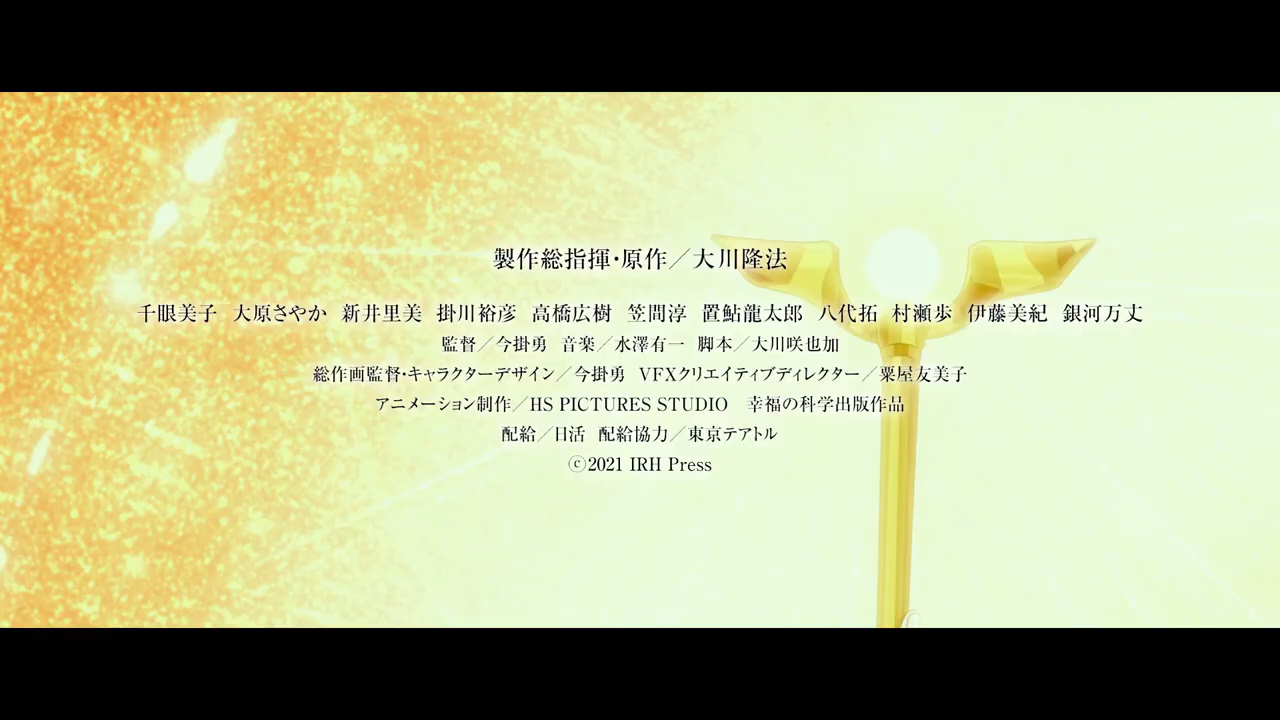 製作総指揮・原作／大川隆法
千眼美子 大原さやか 新井里美 掛川裕彦 高橋広樹 笠間淳 置鮎龍太郎 八代拓 村瀬歩 伊藤美紀 銀河万丈
監督／今掛勇 音楽／水澤有一 脚本／大川咲也加
総作画監督・キャラクターデザイン／今掛勇 VFXクリエイティブディレクター／粟屋友美子
アニメーション制作／HS PICTURES STUDIO 幸福の科学出版作品
配給／日活 配給協力／東京テアトル
ⓒ2021 IRH Press